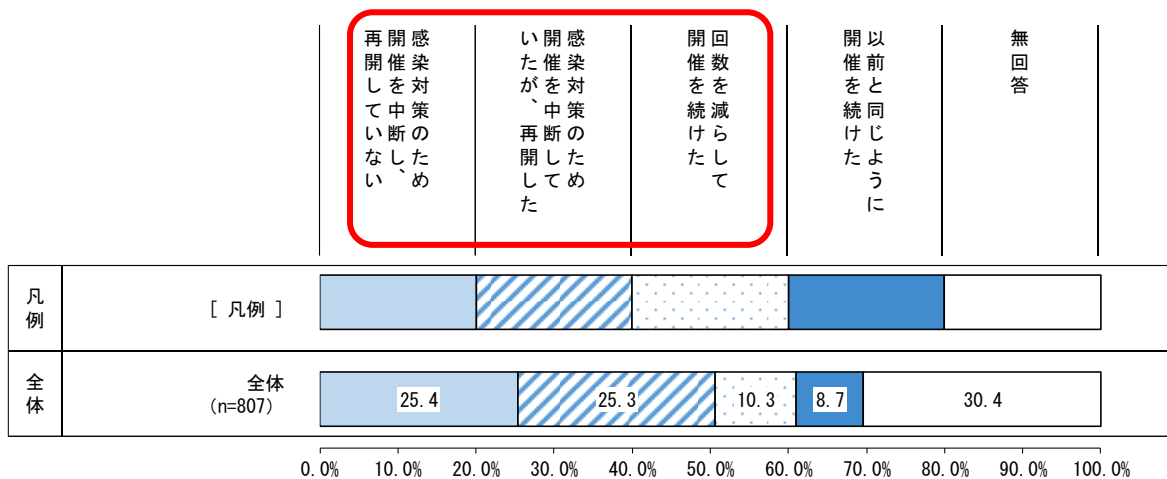 感染対策のため
開催を中断し、
再開していない
感染対策のため
開催を中断して
いたが、再開した
回数を減らして
開催を続けた
以前と同じように
開催を続けた
無回答
凡例
[ 凡例 ]
全体
全体
(n=807)
25.4
25.3
10.3
8.7
30.4
0.0% 10.0% 20.0% 30.0% 40.0% 50.0% 60.0% 70.0% 80.0% 90.0% 100.0%